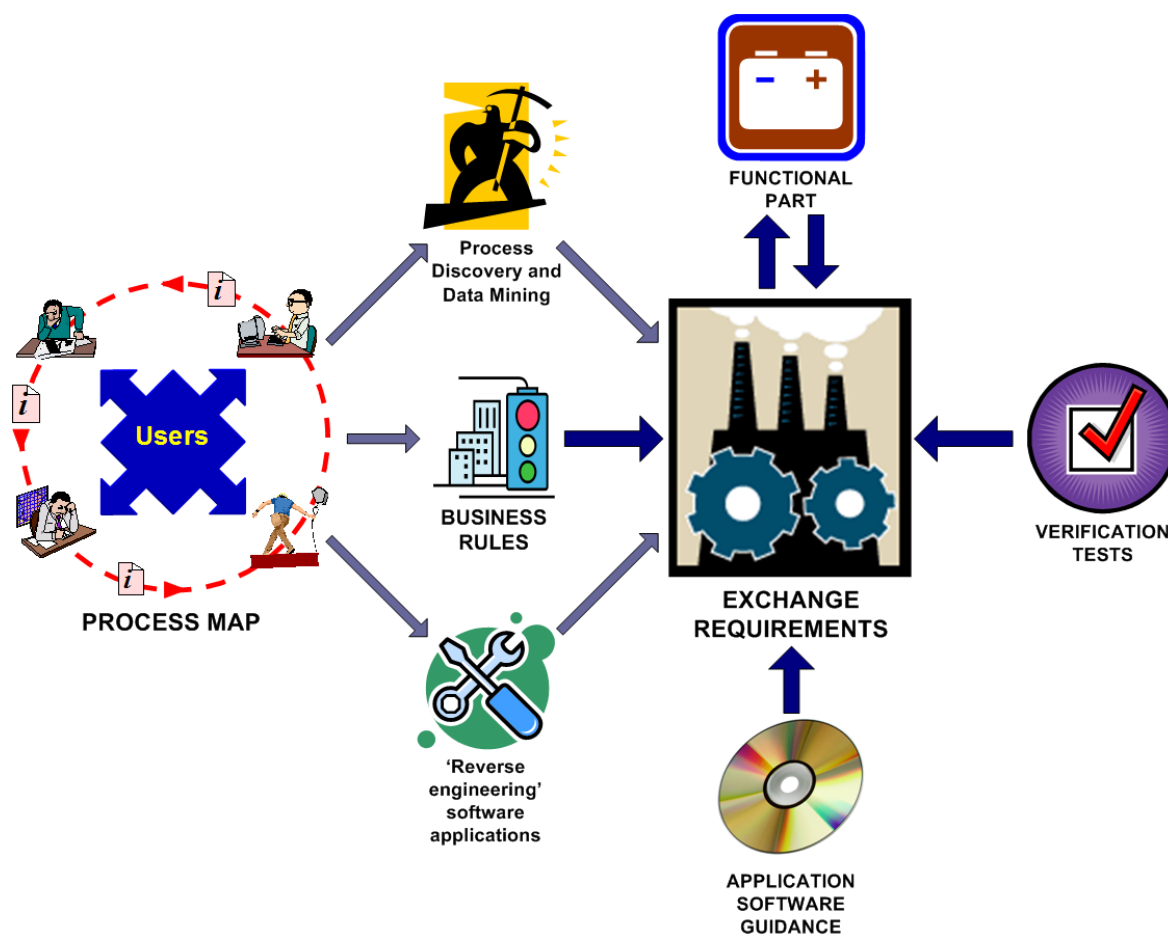 FUNCTIONAL
PART
Process
Discovery and
Data Mining
i
i
i
Users
PROCESS MAP
BUSINESS
RULES
EXCHANGE
REQUIREMENTS
VERIFICATION
TESTS
‘Reverse
engineering’
software
applications
APPLICATION
SOFTWARE
GUIDANCE